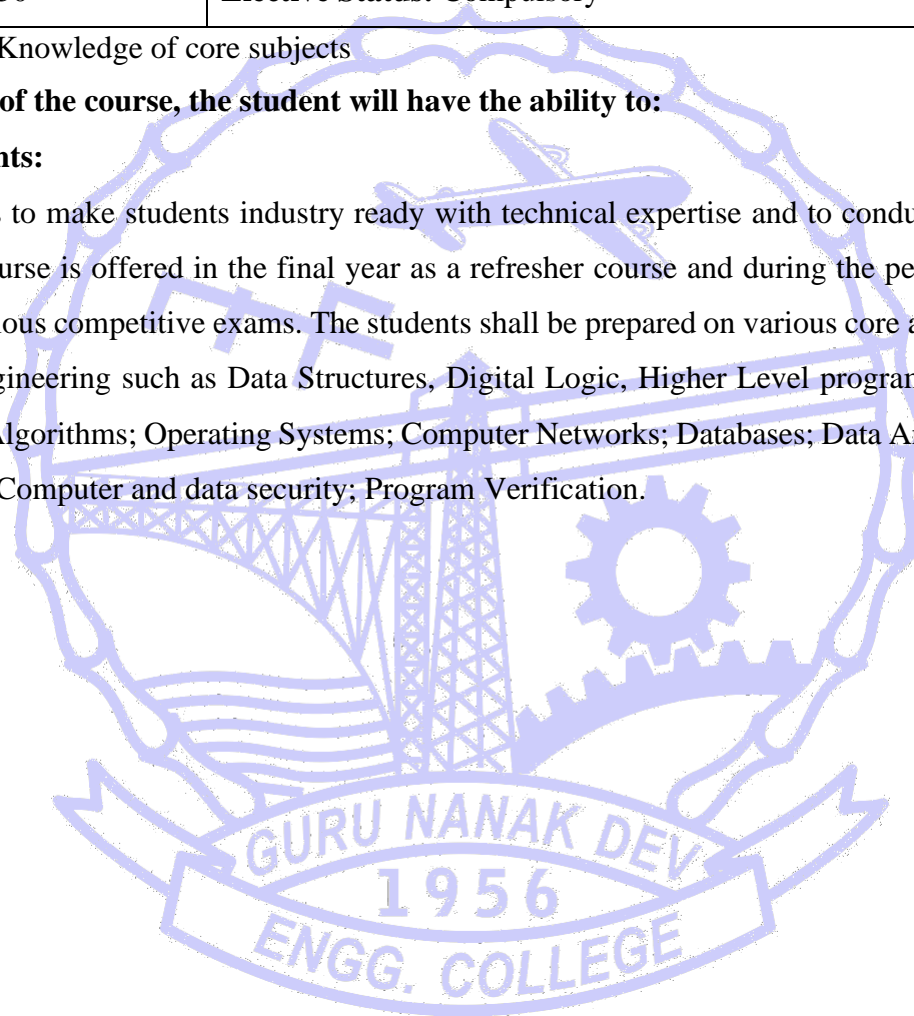 Elective Status: Compulsory
Knowledge of core subjects
of the course, the student will have the ability to:
nts:
s to make students industry ready with technical expertise and to condu
urse is offered in the final year as a refresher course and during the pe
ious competitive exams. The students shall be prepared on various core a
gineering such as Data Structures, Digital Logic, Higher Level program
Algorithms; Operating Systems; Computer Networks; Databases; Data A
Computer and data security; Program Verification.
GURU NANAK DEV
1956
ENGG. COLLEGE